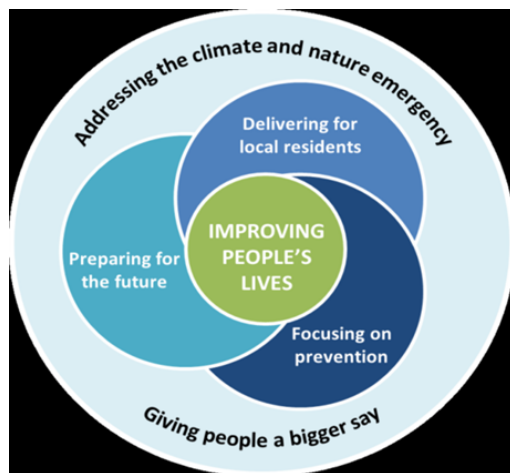 Addressing the climate and nature emergency
Delivering for
local residents
IMPROVING
PEOPLE'S
LIVES
Preparing for
the future
Focusing on
prevention
Giving people a bigger say